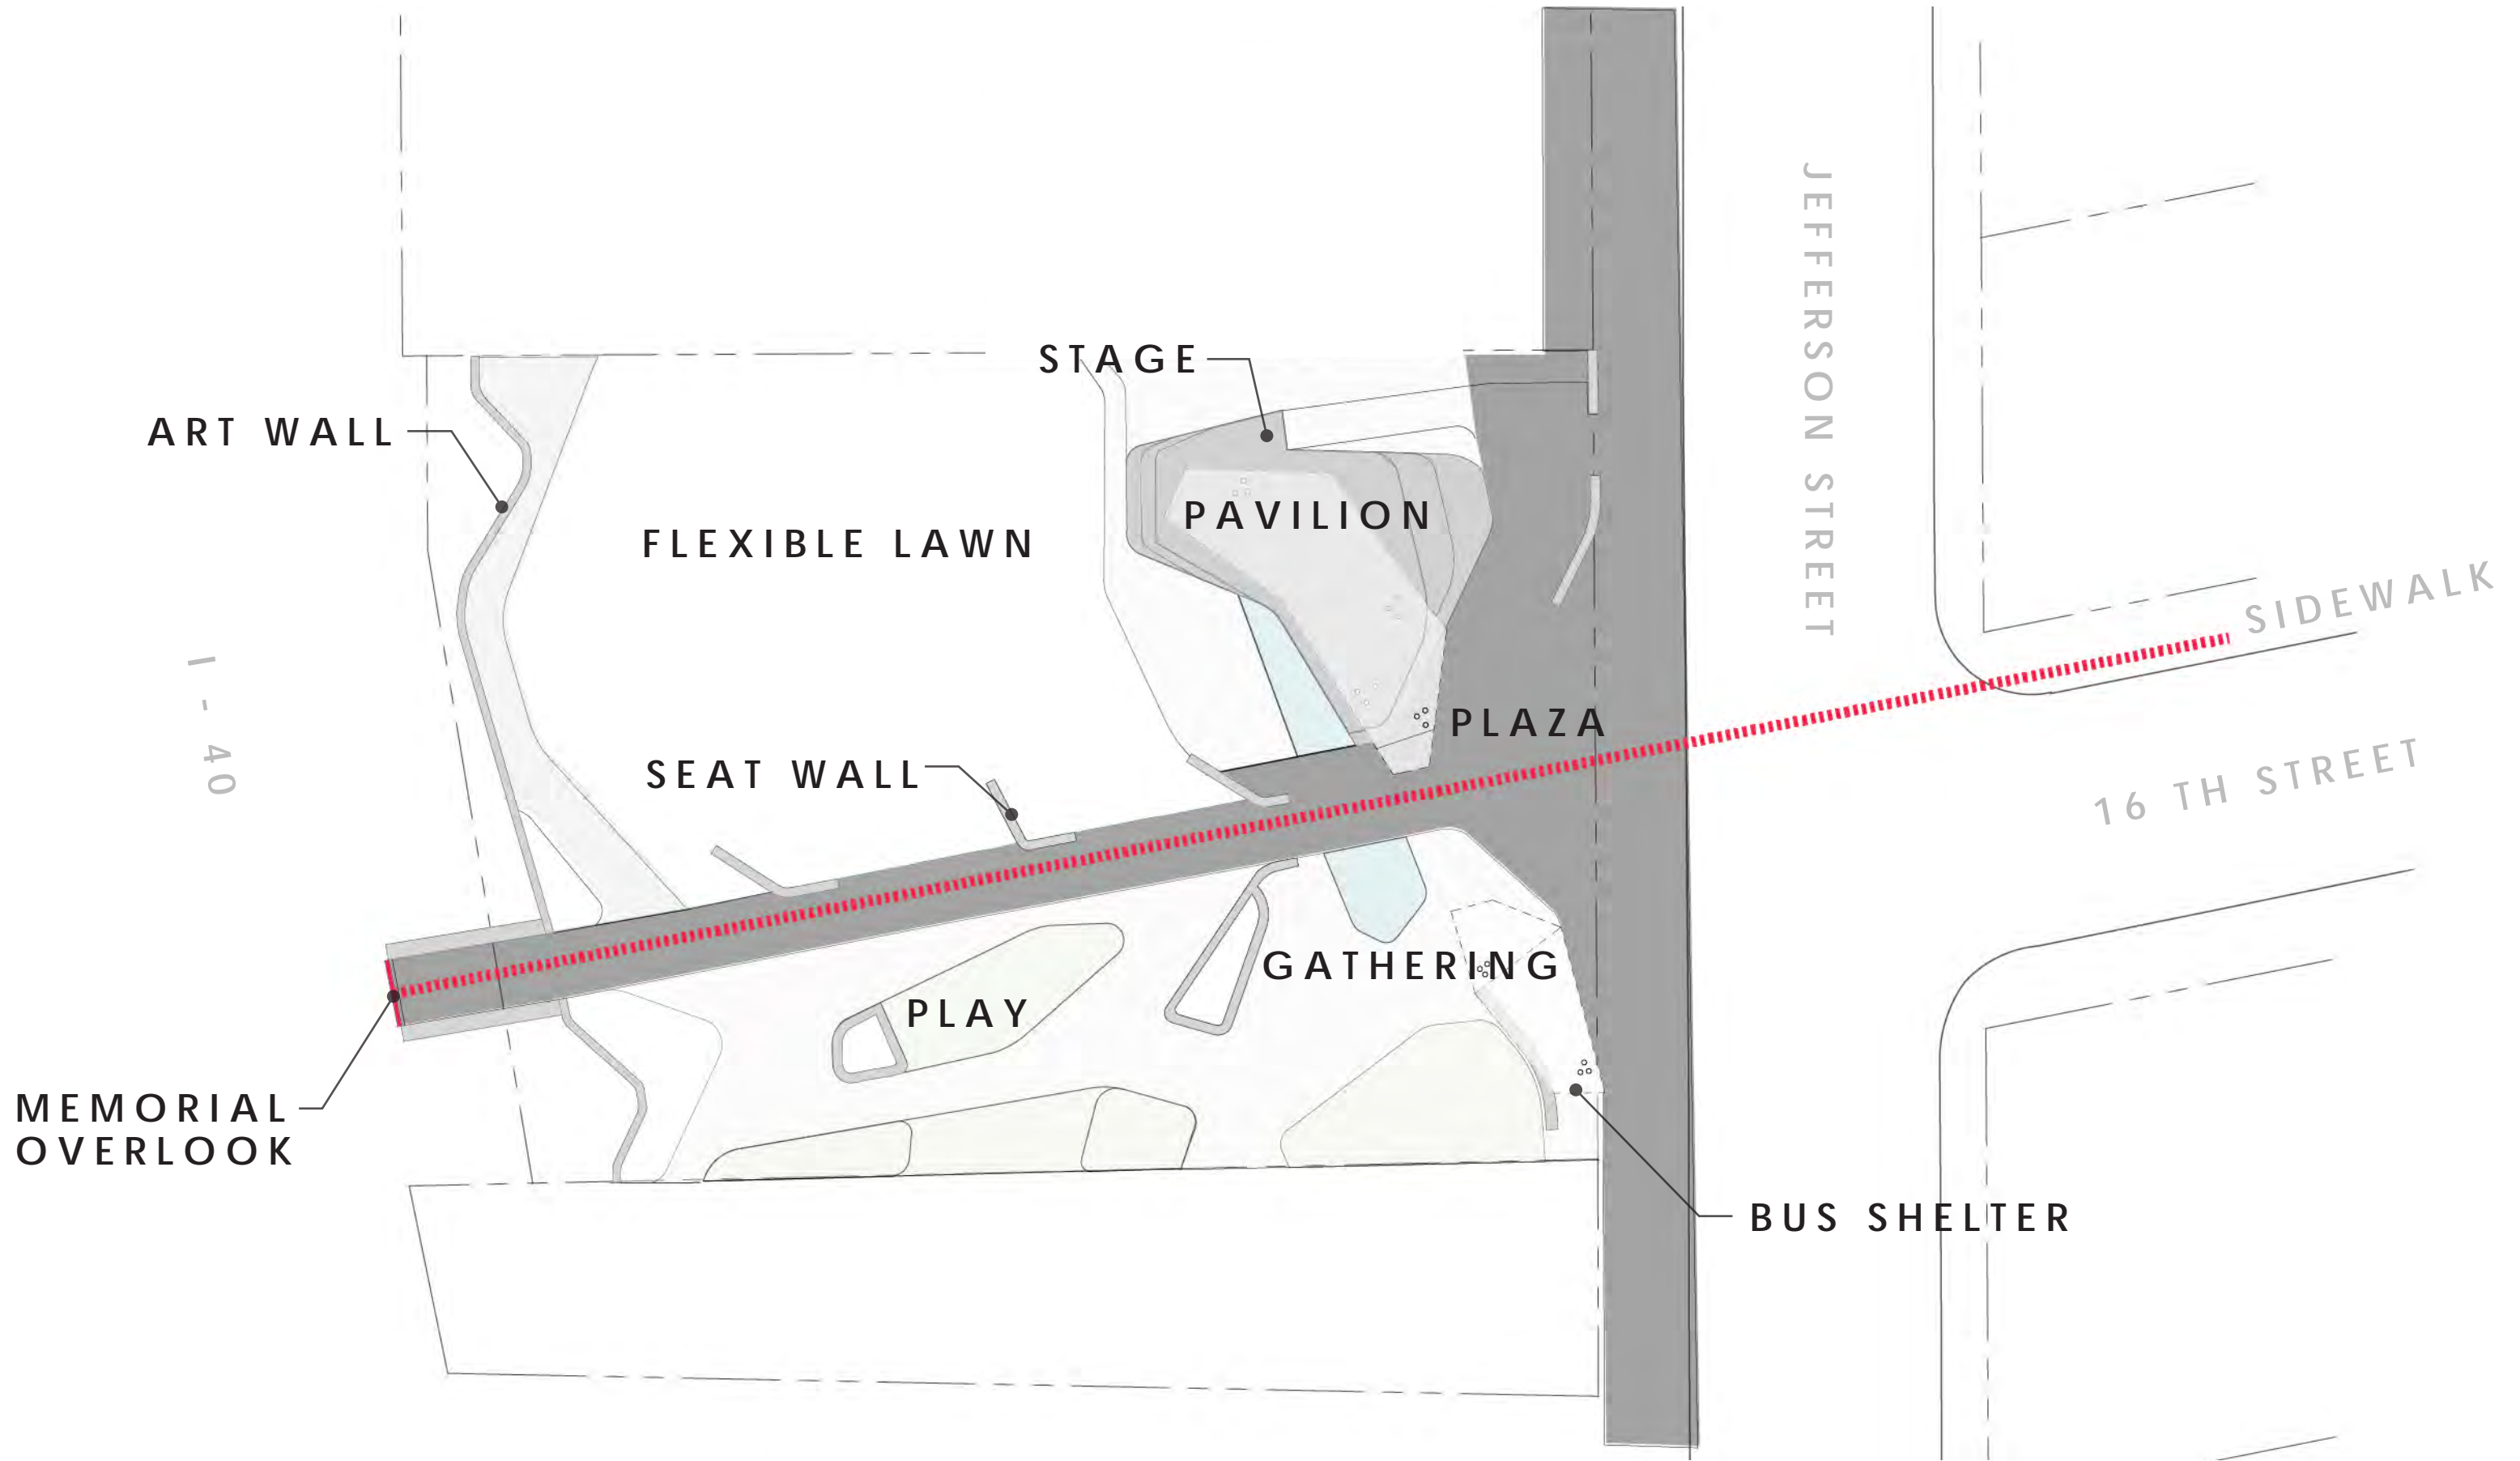 STAGE
ART WALL
PAVILION
FLEXIBLE LAWN
JEFFERSON STREET
SIDEWALK
I - 40
PLAZA
SEAT WALL
16 TH STREET
GATHERING
PLAY
MEMORIAL
OVERLOOK
BUS SHELTER